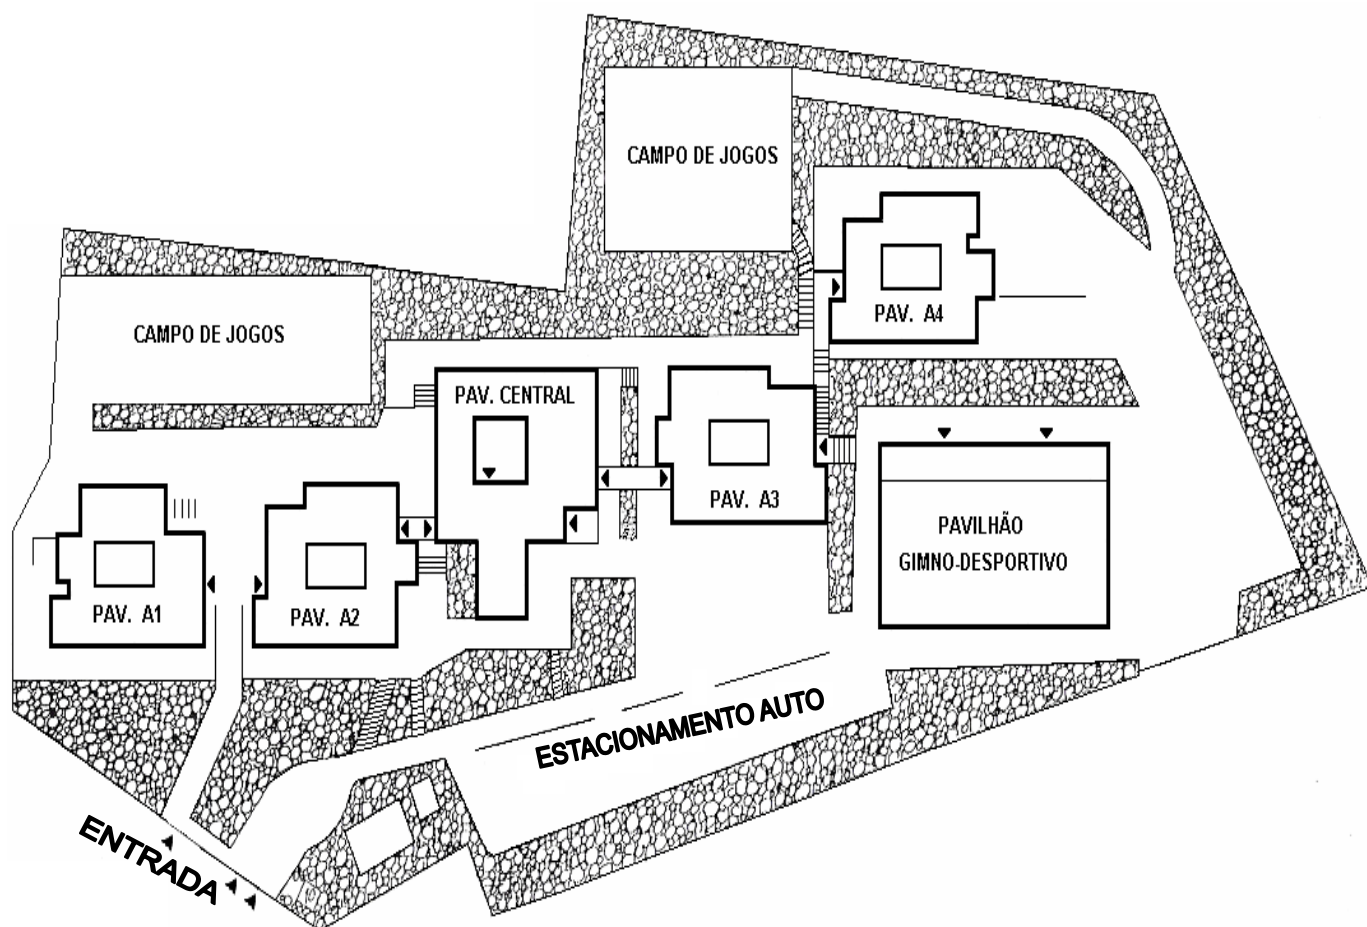 CAMPO DE JOGOS
CAMPO DE JOGOS
PAV. A4
PAV. CENTRAL
PAV. A3
PAVILHÃO
GIMNO-DESPORTIVO
PAV. A1
PAV. A2
ESTACIONAMENTO AUTO
ENTRADA